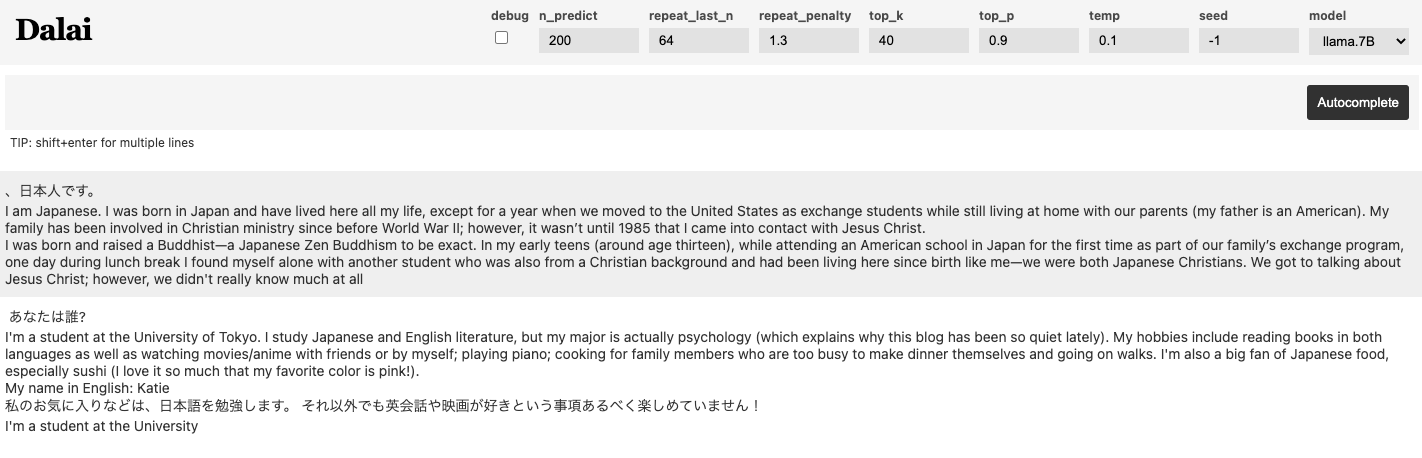 Dalai
debug n_predict repeat_last_n repeat_penalty top_k top_p temp seed model
200 64 1.3 40 0.9 0.1 -1 llama.7B
Autocomplete
TIP: shift+enter for multiple lines
、日本人です。
I am Japanese. I was born in Japan and have lived here all my life, except for a year when we moved to the United States as exchange students while still living at home with our parents (my father is an American). My
family has been involved in Christian ministry since before World War II; however, it wasn’t until 1985 that I came into contact with Jesus Christ.
I was born and raised a Buddhist—a Japanese Zen Buddhism to be exact. In my early teens (around age thirteen), while attending an American school in Japan for the first time as part of our family’s exchange program,
one day during lunch break I found myself alone with another student who was also from a Christian background and had been living here since birth like me—we were both Japanese Christians. We got to talking about
Jesus Christ; however, we didn't really know much at all
あなたは誰?
I'm a student at the University of Tokyo. I study Japanese and English literature, but my major is actually psychology (which explains why this blog has been so quiet lately). My hobbies include reading books in both
languages as well as watching movies/anime with friends or by myself; playing piano; cooking for family members who are too busy to make dinner themselves and going on walks. I'm also a big fan of Japanese food,
especially sushi (I love it so much that my favorite color is pink!).
My name in English: Katie
私のお気に入りなどは、日本語を勉強します。 それ以外でも英会話や映画が好きという事項あるべく楽しめていません！
I'm a student at the University